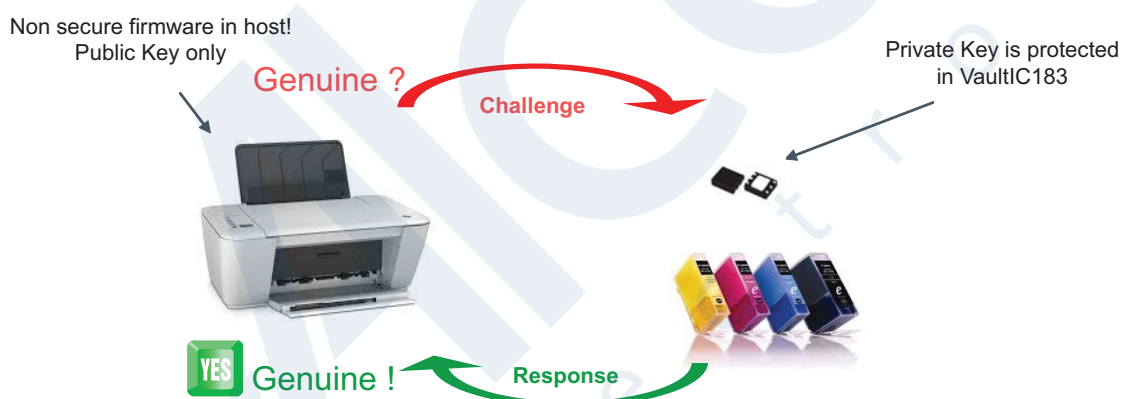 Non secure firmware in host!
Public Key only
Genuine ?
Challenge
Private Key is protected
in VaultIC183
YES
Genuine !
Response